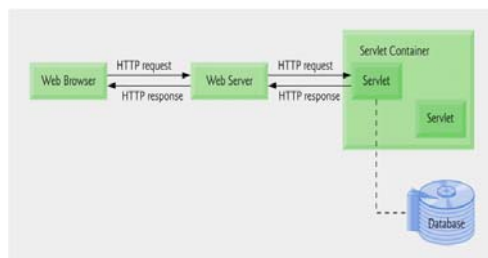 Servlet Container
HTTP request
HTTP request
Web Browser
Web Server
Servlet
HTTP response
HTTP response
Servlet
Database